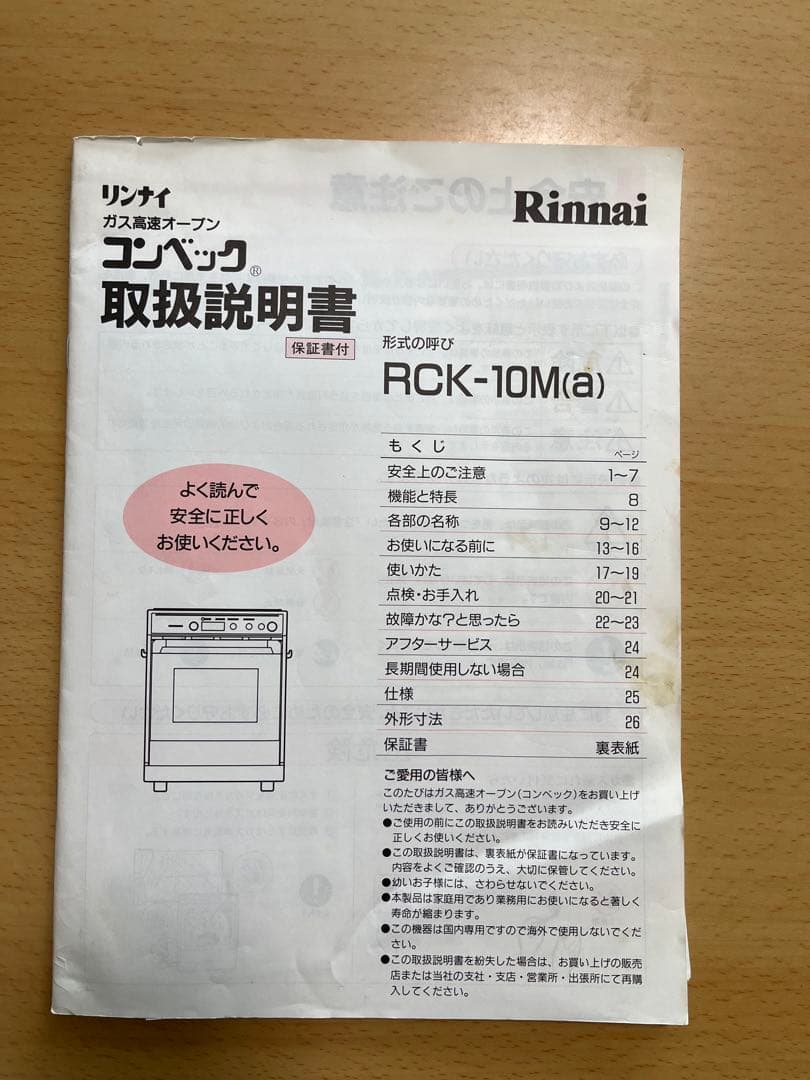 リンナイ
ガス高速オーブン
コンベック®
取扱説明書
保証書付
Rinnai
形式の呼び
RCK-10M(a)
よく読んで
安全に正しく
お使いください。
もくじ ページ
安全上のご注意 1～7
機能と特長 8
各部の名称 9～12
お使いになる前に 13～16
使いかた 17～19
点検・お手入れ 20～21
故障かな?と思ったら 22～23
アフターサービス 24
長期間使用しない場合 24
仕様 25
外形寸法 26
保証書 裏表紙
ご愛用の皆様へ
このたびはガス高速オーブン(コンベック)をお買い上げ
いただきまして、ありがとうございます。
●ご使用の前にこの取扱説明書をお読みいただき安全に
正しくお使いください。
●この取扱説明書は、裏表紙が保証書になっています。
内容をよくご確認のうえ、大切に保管してください。
●幼いお子様には、さわらせないでください。
●本製品は家庭用であり業務用にお使いになると著しく
寿命が縮まります。
●この機器は国内専用ですので海外で使用しないでくだ
さい。
●この取扱説明書を紛失した場合は、お買い上げの販売
店または当社の支社・支店・営業所・出張所にて再購
入してください。